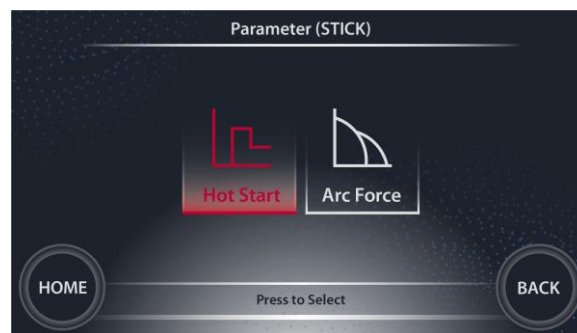 Parameter (STICK)
Hot Start
Arc Force
HOME
Press to Select
BACK